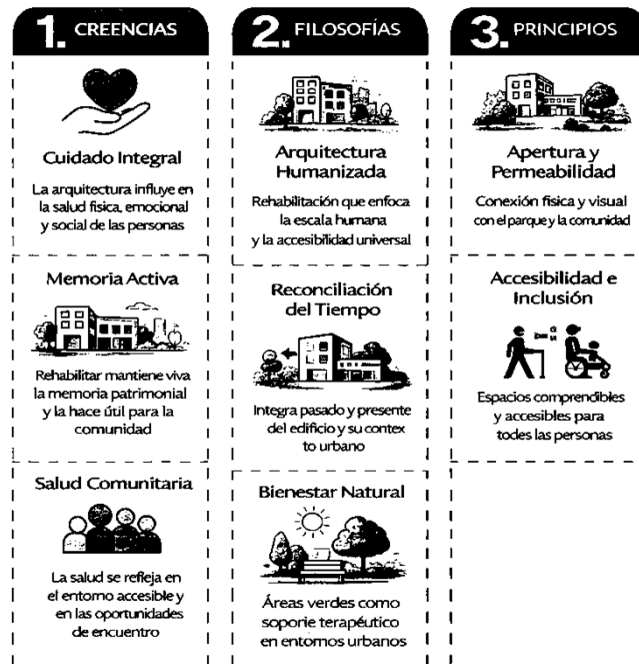 1. CREENCIAS
Cuidado Integral
La arquitectura influye en
la salud física, emocional
y social de las personas
Memoria Activa
Rehabilitar mantiene viva
la memoria patrimonial
y la hace útil para la
comunidad
Salud Comunitaria
La salud se refleja en
el entorno accesible y
en las oportunidades
de encuentro
2. FILOSOFÍAS
Arquitectura
Humanizada
Rehabilitación que enfoca
la escala humana
y la accesibilidad universal
Reconciliación
del Tiempo
Integra pasado y presente
del edificio y su contex
to urbano
Bienestar Natural
Áreas verdes como
soporie terapéutico
en entornos urbanos
3. PRINCIPIOS
Apertura y
Permeabilidad
Conexión física y visual
con el parque y la comunidad
Accesibilidad e
Inclusión
Espacios comprendibles
y accesibles para
todes las personas